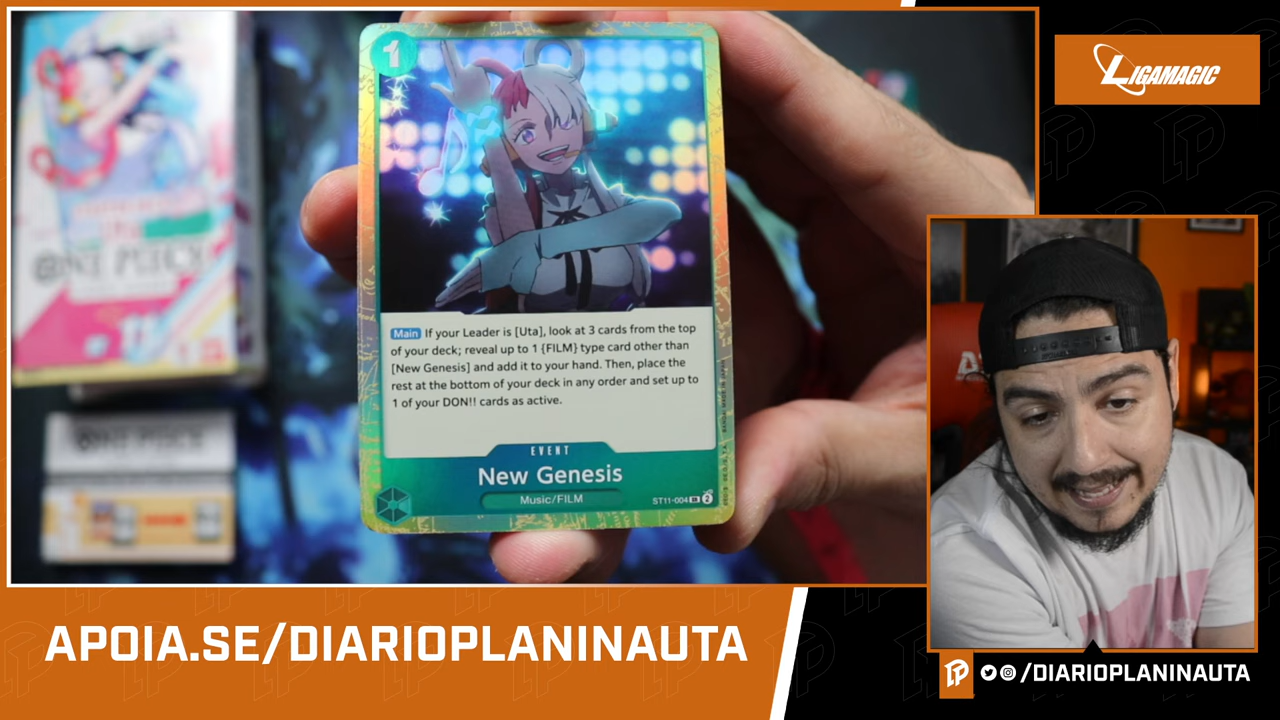 LIGAMAGIC
1
Main If your Leader is [Uta], look at 3 cards from the top
of your deck; reveal up to 1 {FILM} type card other than
[New Genesis] and add it to your hand. Then, place the
rest at the bottom of your deck in any order and set up to
1 of your DON!! cards as active.
EVENT
New Genesis
Music/FILM
ST11-004
2
APOIA.SE/DIARIOPLANINAUTA
/DIARIOPLANINAUTA